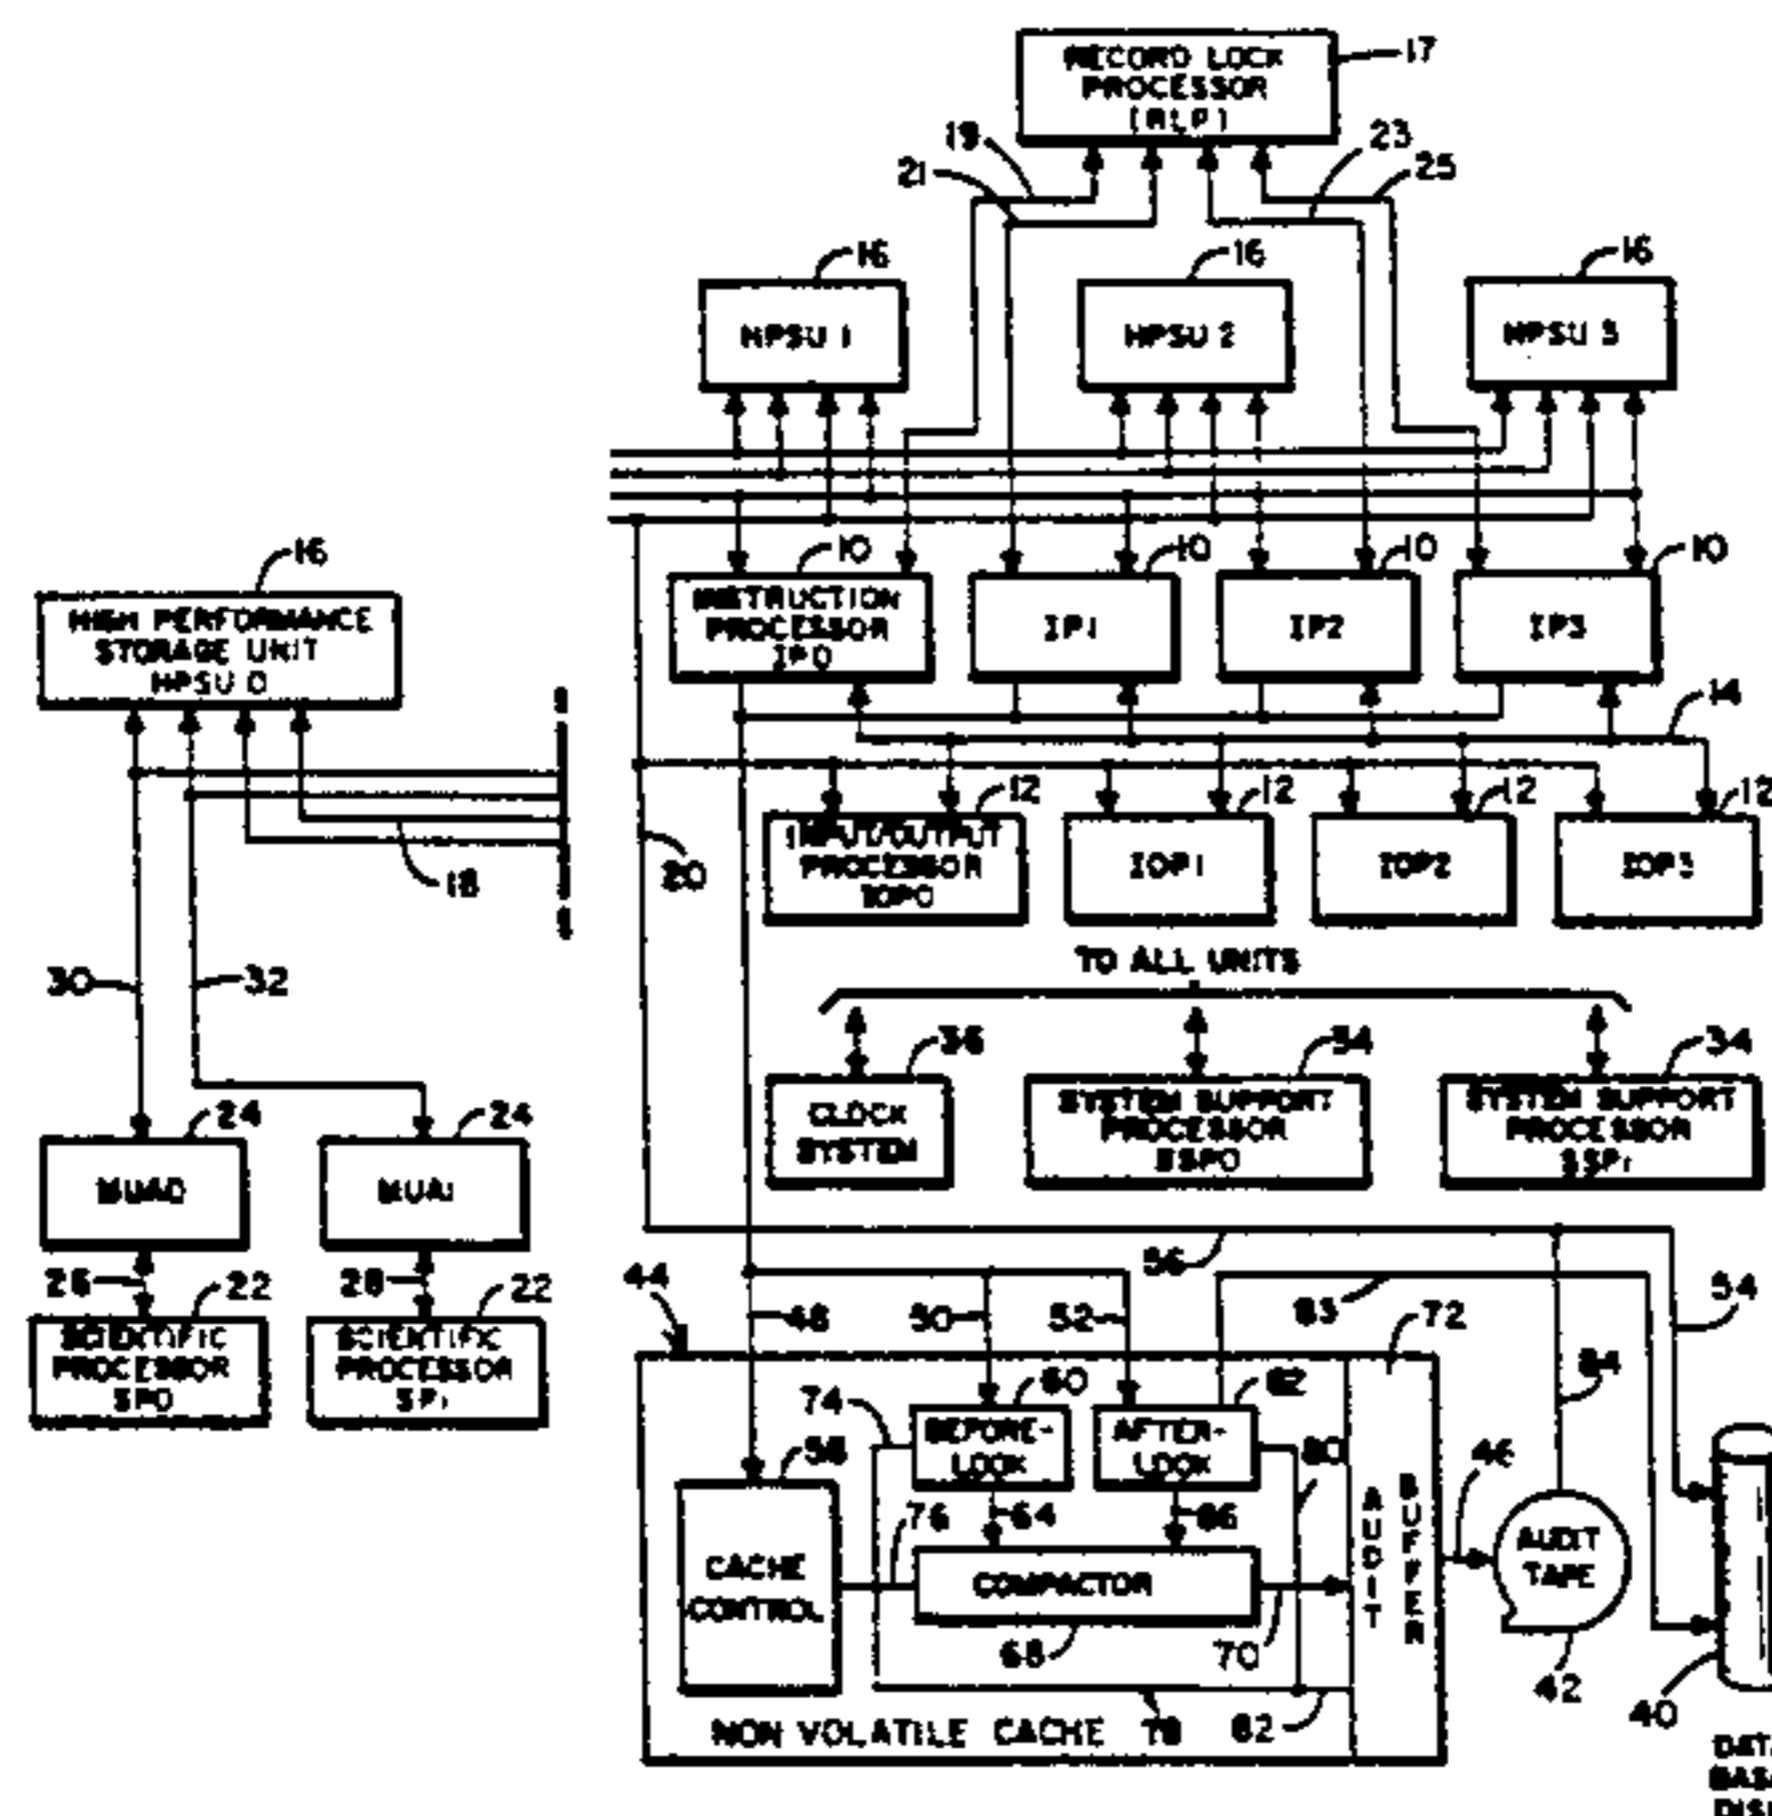 RECORD LOCK
PROCESSOR
(RLP)
17
19
21
23
25
16
HPSU 1
16
HPSU 2
16
HPSU 3
16
HIGH PERFORMANCE
STORAGE UNIT
HPSU 0
10
INSTRUCTION
PROCESSOR
IP0
10
IP1
10
IP2
10
IP3
14
18
20
12
INPUT/OUTPUT
PROCESSOR
IOP0
12
IOP1
12
IOP2
12
IOP3
30
32
TO ALL UNITS
36
CLOCK
SYSTEM
34
SYSTEM SUPPORT
PROCESSOR
SSP0
34
SYSTEM SUPPORT
PROCESSOR
SSP1
24
MUA0
24
MUA1
26
28
22
SCIENTIFIC
PROCESSOR
SP0
22
SCIENTIFIC
PROCESSOR
SP1
56
83
54
44
48
50
52
72
84
74
60
BEFORE-
LOOK
62
AFTER-
LOOK
80
58
CACHE
CONTROL
76
64
66
COMPACTOR
68
70
AUDIT
BUFFER
46
AUDIT
TAPE
42
40
NON VOLATILE CACHE
78
82
DAT
BAS
DIS